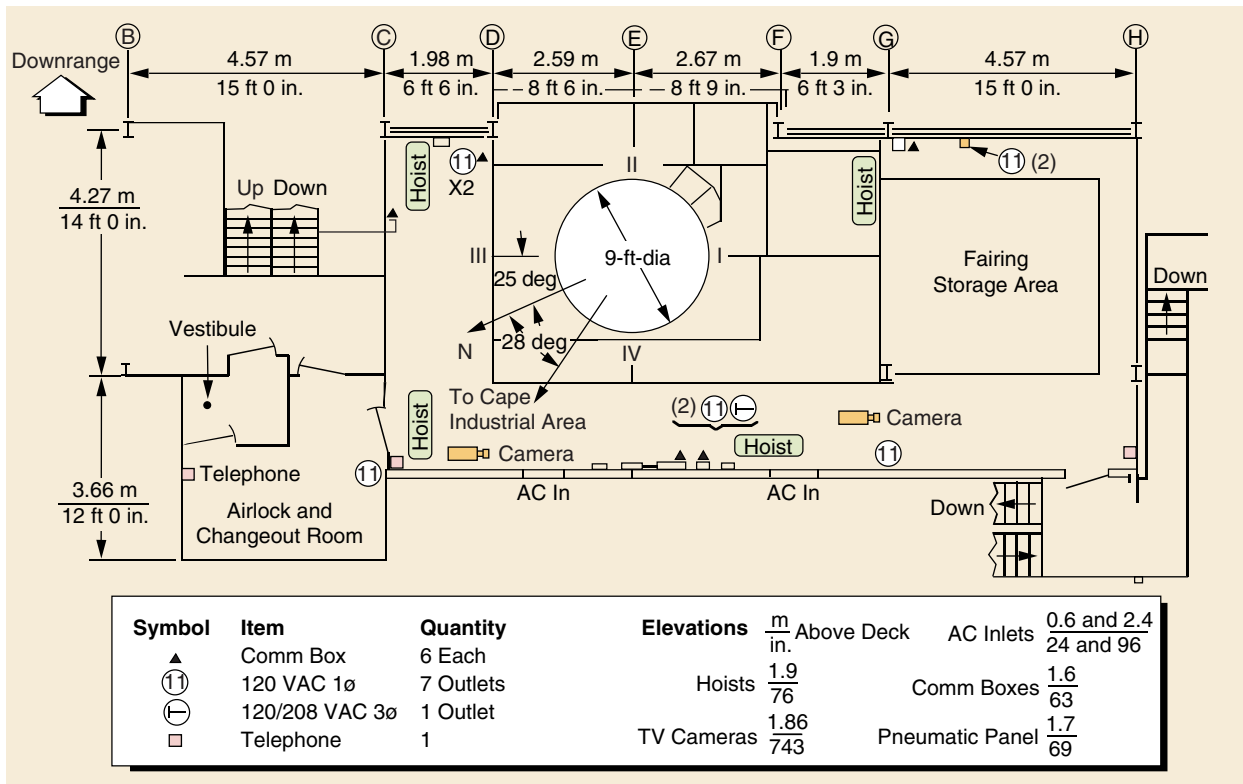 B C D E F G H
Downrange
4.57 m 1.98 m 2.59 m 2.67 m 1.9 m 4.57 m
15 ft 0 in. 6 ft 6 in. 8 ft 6 in. 8 ft 9 in. 6 ft 3 in. 15 ft 0 in.
4.27 m
14 ft 0 in.
Up Down
Hoist
11
X2
II
Hoist
11 (2)
III
9-ft-dia
I
25 deg
Fairing
Storage Area
Down
Vestibule
N
28 deg
IV
To Cape
Industrial Area
Hoist
(2) 11
Camera
Camera
Hoist
11
Telephone
11
3.66 m
12 ft 0 in.
AC In
AC In
Airlock and
Changeout Room
Down
Symbol Item Quantity
Comm Box 6 Each
11 120 VAC 1ø 7 Outlets
120/208 VAC 3ø 1 Outlet
Telephone 1
Elevations m
in. Above Deck
Hoists 1.9
76
TV Cameras 1.86
743
AC Inlets 0.6 and 2.4
24 and 96
Comm Boxes 1.6
63
Pneumatic Panel 1.7
69